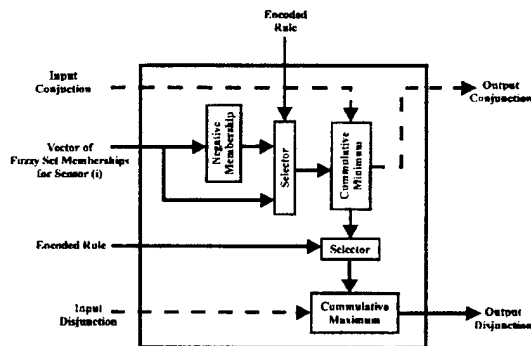 Encoded
Rule
Input
Conjuction
Output
Conjunction
Vector of
Fuzzy Set Memberships
for Sensor (i)
Negative
Membership
Selector
Cummulative
Minimum
Encoded Rule
Selector
Input
Disjunction
Cummulative
Maximum
Output
Disjunction